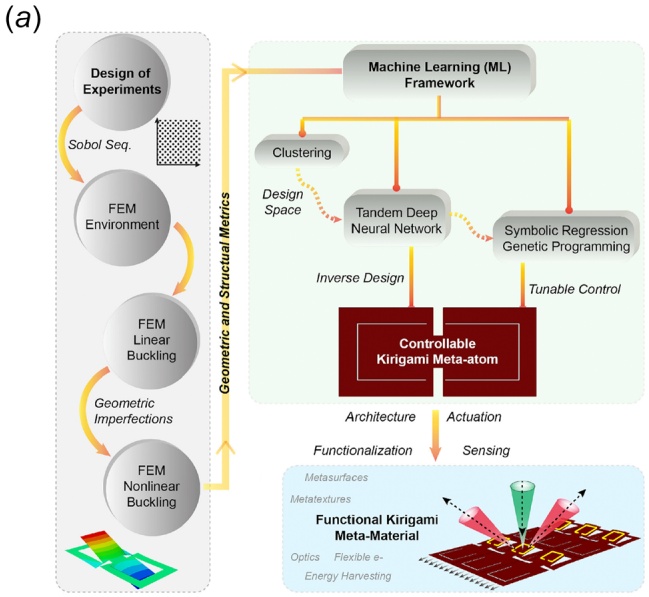 (a)
Design of
Experiments
Sobol Seq.
FEM
Environment
FEM
Linear
Buckling
Geometric
Imperfections
FEM
Nonlinear
Buckling
Geometric and Structual Metrics
Machine Learning (ML)
Framework
Clustering
Design
Space
Tandem Deep
Neural Network
Symbolic Regression
Genetic Programming
Inverse Design
Tunable Control
Controllable
Kirigami Meta-atom
Architecture
Actuation
Functionalization
Sensing
Metasurfaces
Metatextures
Functional Kirigami
Meta-Material
Optics
Flexible e-
Energy Harvesting